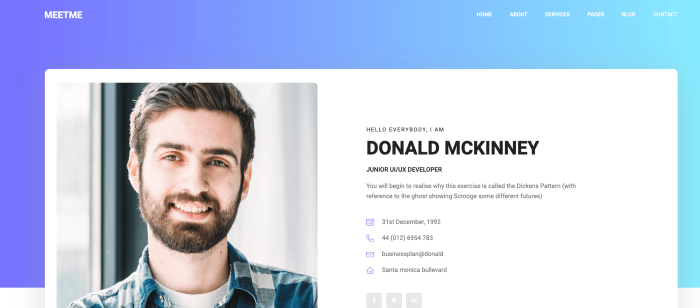 MEETME
HOME ABOUT SERVICES PAGES BLOG CONTACT
HELLO EVERYBODY, I AM
DONALD MCKINNEY
JUNIOR UI/UX DEVELOPER
You will begin to realise why this exercise is called the Dickens Pattern (with
reference to the ghost showing Scrooge some different futures)
31st December, 1992
44 (012) 6954 783
businessplan@donald
Santa monica bullevard